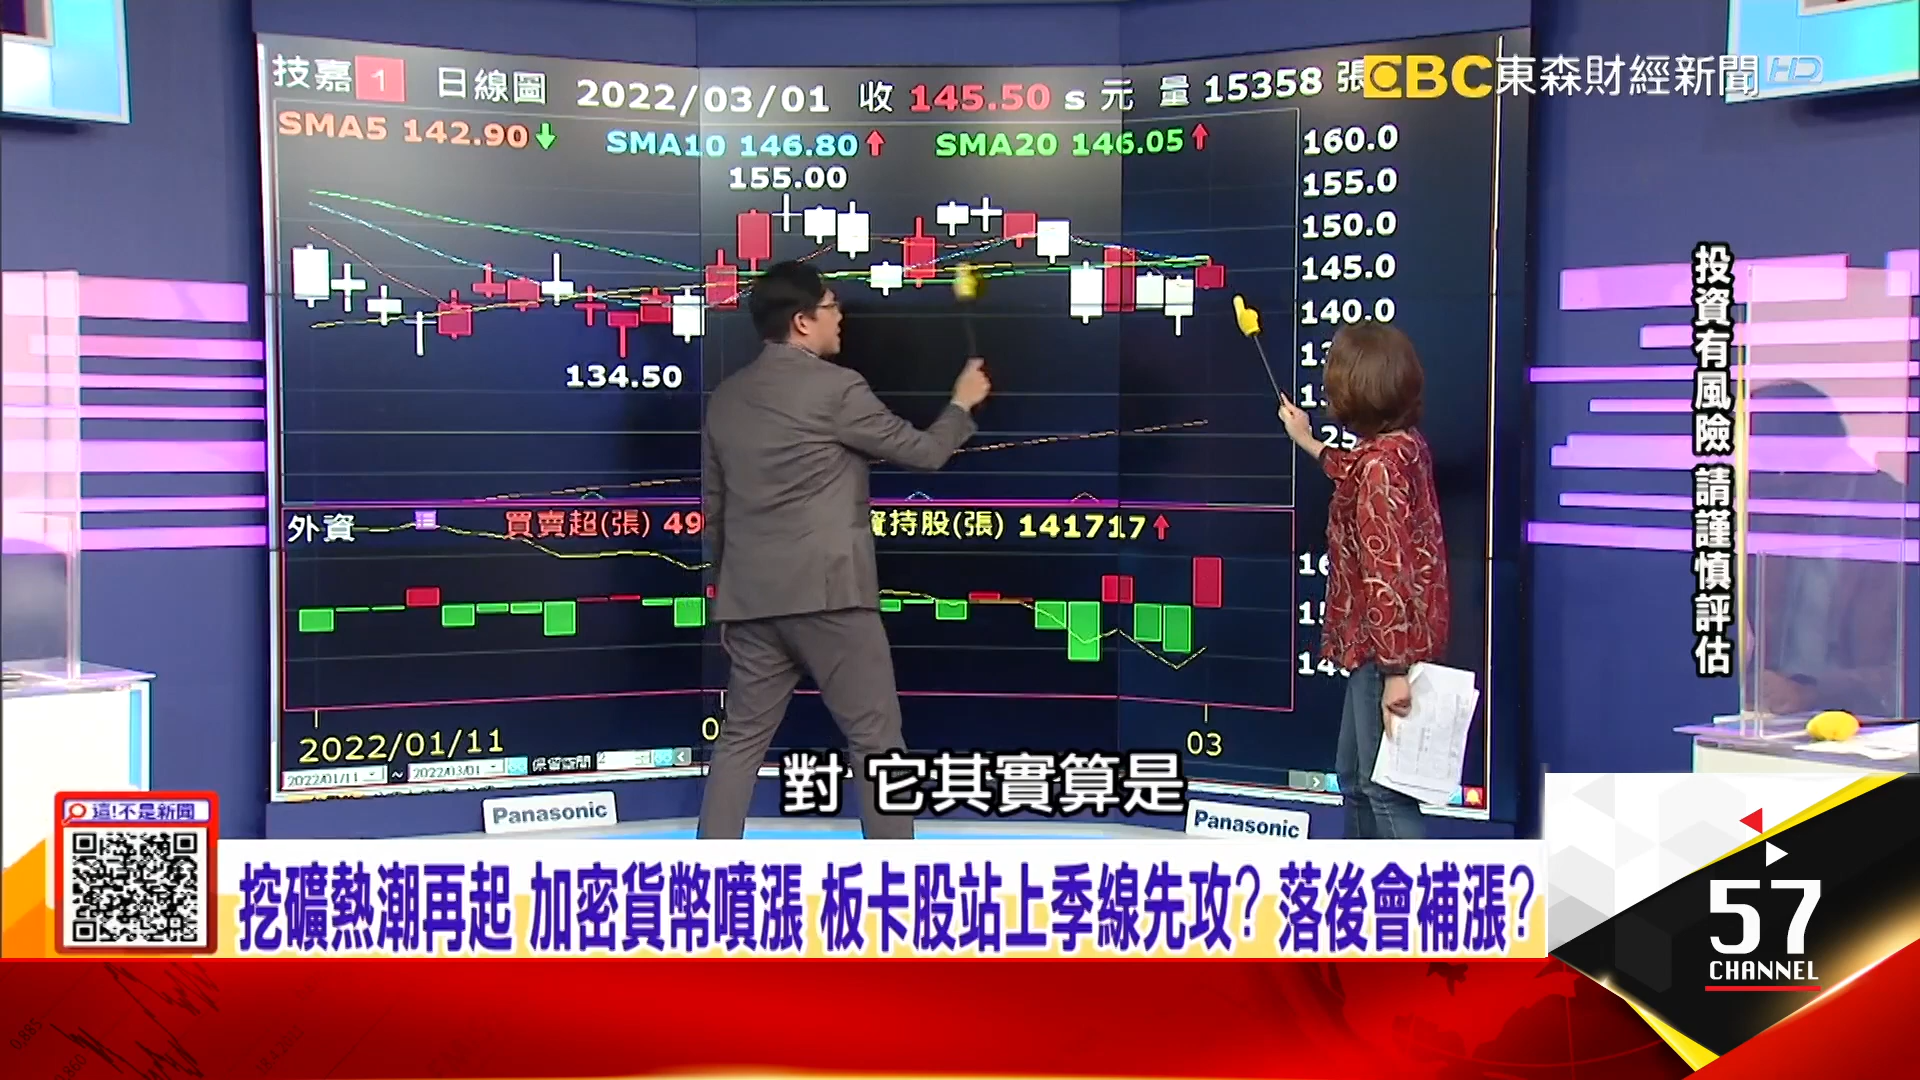 技嘉 1 日線圖 2022/03/01 收 145.50 s 元 量 15358 張
EBC 東森財經新聞 HD
SMA5 142.90↓ SMA10 146.80↑ SMA20 146.05↑
155.00
134.50
160.0
155.0
150.0
145.0
140.0
外資 買賣超(張) 49
資持股(張) 141717↑
2022/01/11
03
2022/01/11 ~ 2022/03/01 保留期間
投資有風險 請謹慎評估
Panasonic
Panasonic
對 它其實算是
這!不是新聞
挖礦熱潮再起 加密貨幣噴漲 板卡股站上季線先攻? 落後會補漲?
57
CHANNEL